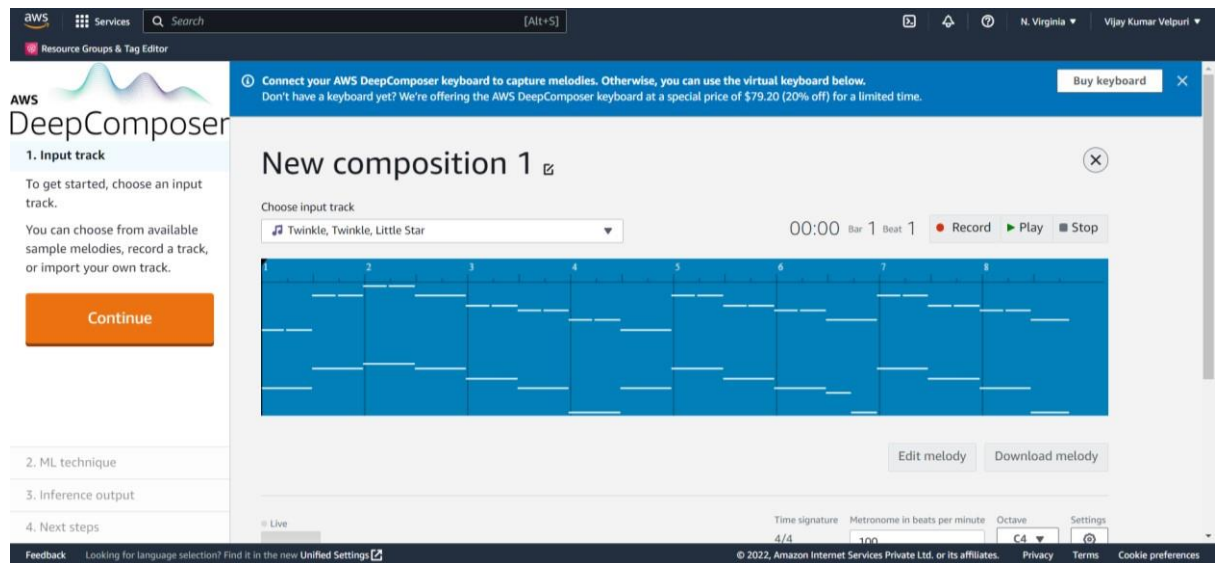 aws Services Search [Alt+S] N. Virginia Vijay Kumar Velpuri
Resource Groups & Tag Editor
AWS
DeepComposer
1. Input track
To get started, choose an input
track.
You can choose from available
sample melodies, record a track,
or import your own track.
Continue
2. ML technique
3. Inference output
4. Next steps
Connect your AWS DeepComposer keyboard to capture melodies. Otherwise, you can use the virtual keyboard below.
Don't have a keyboard yet? We're offering the AWS DeepComposer keyboard at a special price of $79.20 (20% off) for a limited time.
Buy keyboard
New composition 1
Choose input track
Twinkle, Twinkle, Little Star
00:00 Bar 1 Beat 1 Record Play Stop
1 2 3 4 5 6 7 8
Edit melody Download melody
Live
Time signature Metronome in beats per minute Octave Settings
4/4 100 C4
Feedback Looking for language selection? Find it in the new Unified Settings © 2022, Amazon Internet Services Private Ltd. or its affiliates. Privacy Terms Cookie preferences